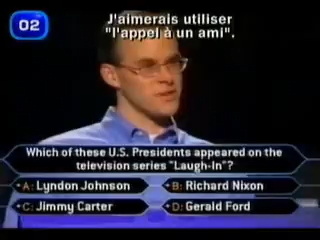 02
J'aimerais utiliser
"l'appel à un ami".
Which of these U.S. Presidents appeared on the
television series "Laugh-In"?
A: Lyndon Johnson
B: Richard Nixon
C: Jimmy Carter
D: Gerald Ford